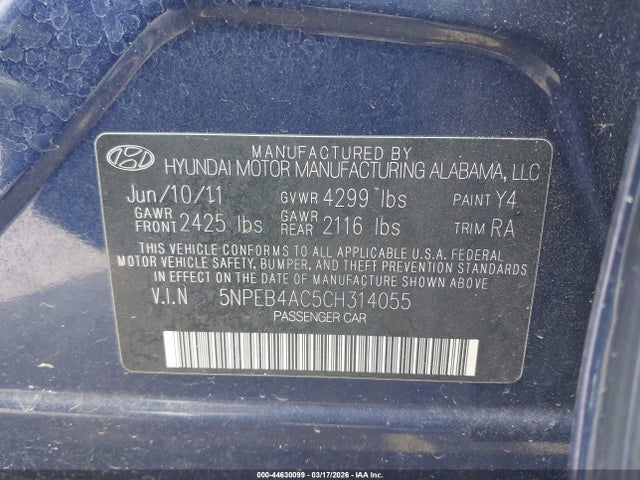 MANUFACTURED BY
HYUNDAI MOTOR MANUFACTURING ALABAMA, LLC
Jun/10/11 GVWR 4299 lbs PAINT Y4
GAWR FRONT 2425 lbs GAWR REAR 2116 lbs TRIM RA
THIS VEHICLE CONFORMS TO ALL APPLICABLE U.S.A. FEDERAL
MOTOR VEHICLE SAFETY, BUMPER, AND THEFT PREVENTION STANDARDS
IN EFFECT ON THE DATE OF MANUFACTURE SHOWN ABOVE.
V.I.N 5NPEB4AC5CH314055
PASSENGER CAR
000-44630099 - 03/17/2026 - IAA Inc.